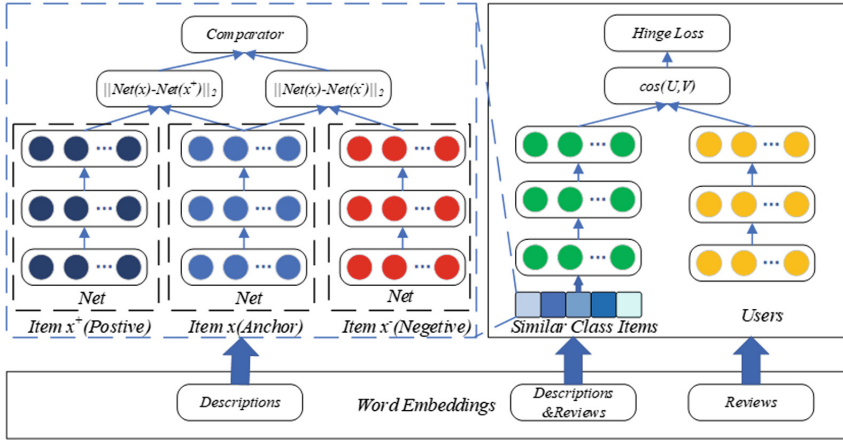 Comparator
||Net(x)-Net(x⁺)||₂
||Net(x)-Net(x⁻)||₂
Net
Net
Net
Item x⁺(Postive)
Item x(Anchor)
Item x⁻(Negetive)
Hinge Loss
cos(U,V)
Similar Class Items
Users
Descriptions
Word Embeddings
Descriptions
&Reviews
Reviews